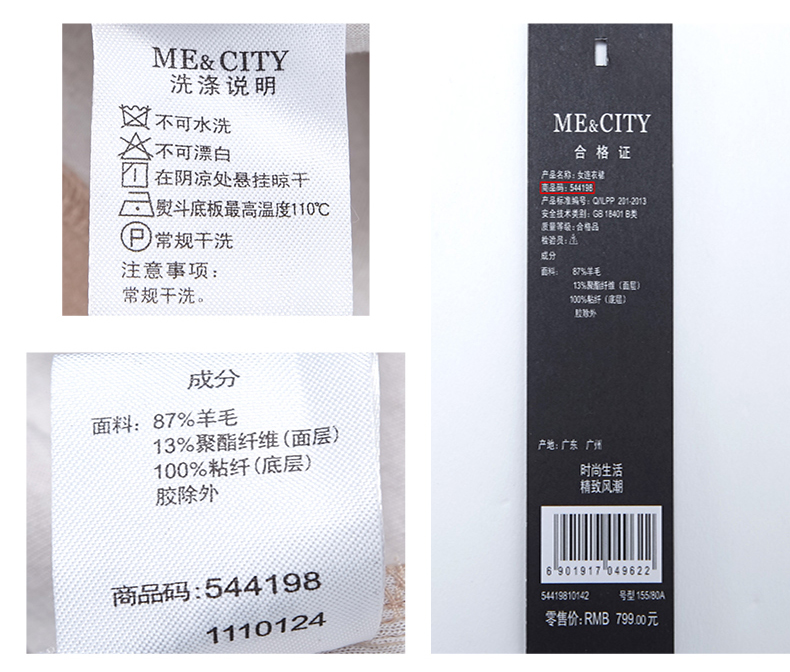 ME&CITY
洗涤说明
不可水洗
不可漂白
在阴凉处悬挂晾干
熨斗底板最高温度110℃
P 常规干洗
注意事项:
常规干洗。
成分
面料: 87%羊毛
13%聚酯纤维(面层)
100%粘纤(底层)
胶除外
商品码:544198
1110124
ME&CITY
合格证
产品名称: 女连衣裙
商品码: 544198
产品标准编号: Q/ILPP 201-2013
安全技术类别: GB 18401 B类
质量等级: 合格品
检验员:
成分
面料: 87%羊毛
13%聚酯纤维 (面层)
100%粘纤 (底层)
胶除外
产地: 广东 广州
时尚生活
精致风潮
6 901917 049622
54419810142 号型 155/80A
零售价: RMB 799.00元